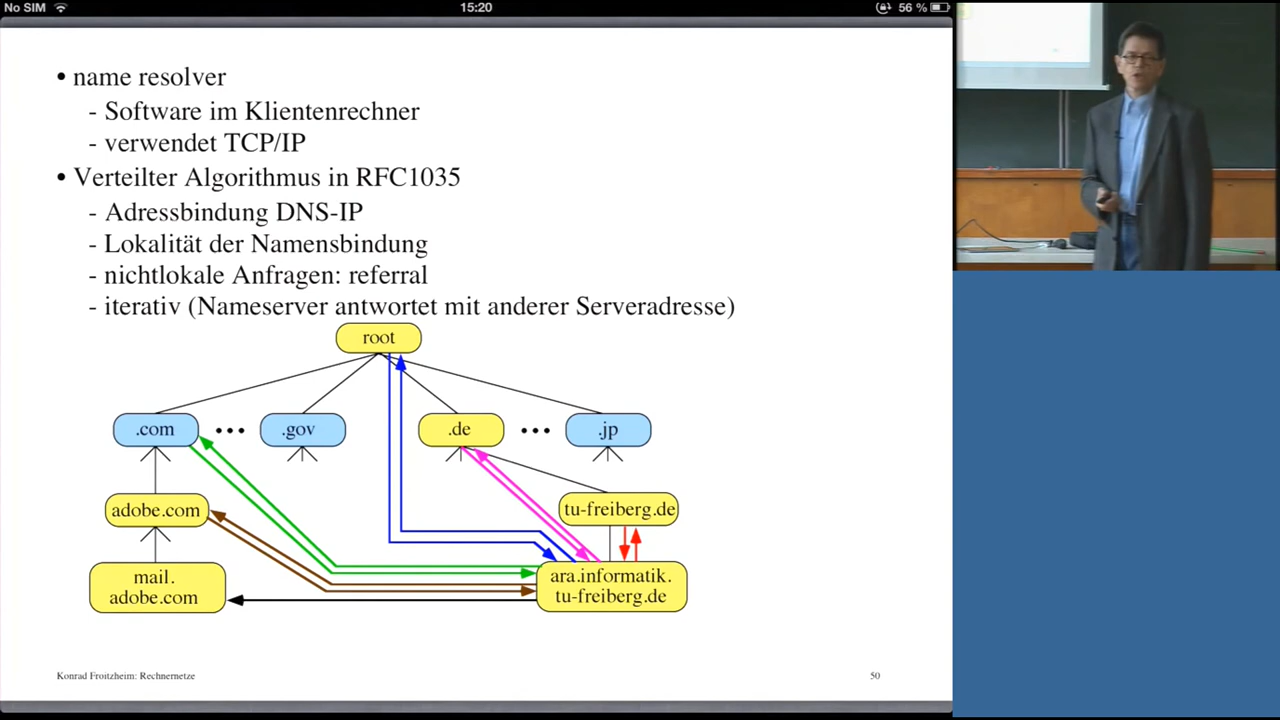 No SIM 15:20 56 %
• name resolver
- Software im Klientenrechner
- verwendet TCP/IP
• Verteilter Algorithmus in RFC1035
- Adressbindung DNS-IP
- Lokalität der Namensbindung
- nichtlokale Anfragen: referral
- iterativ (Nameserver antwortet mit anderer Serveradresse)
root
.com ••• .gov .de ••• .jp
adobe.com tu-freiberg.de
mail.
adobe.com
ara.informatik.
tu-freiberg.de
Konrad Froitzheim: Rechnernetze 50